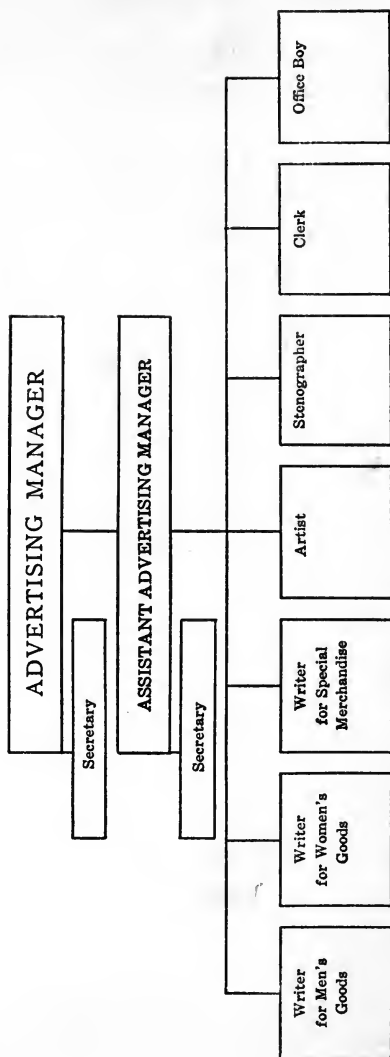 ADVERTISING MANAGER
Secretary
ASSISTANT ADVERTISING MANAGER
Secretary
Writer
for Men's
Goods
Writer
for Women's
Goods
Writer
for Special
Merchandise
Artist
Stenographer
Clerk
Office Boy